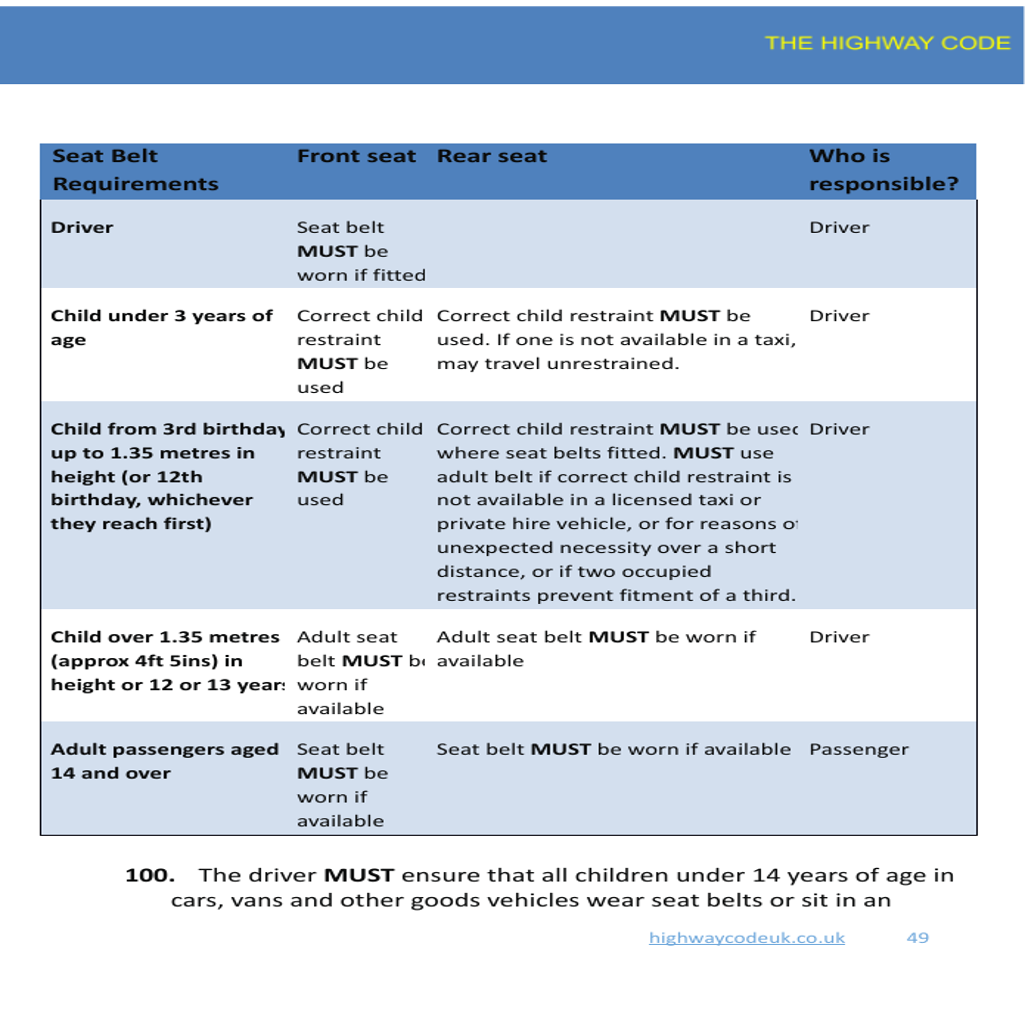 THE HIGHWAY CODE
Seat Belt
Requirements
Front seat
Rear seat
Who is
responsible?
Driver
Seat belt
MUST be
worn if fitted
Driver
Child under 3 years of
age
Correct child
restraint
MUST be
used
Correct child restraint MUST be
used. If one is not available in a taxi,
may travel unrestrained.
Driver
Child from 3rd birthday
up to 1.35 metres in
height (or 12th
birthday, whichever
they reach first)
Correct child
restraint
MUST be
used
Correct child restraint MUST be used
where seat belts fitted. MUST use
adult belt if correct child restraint is
not available in a licensed taxi or
private hire vehicle, or for reasons of
unexpected necessity over a short
distance, or if two occupied
restraints prevent fitment of a third.
Driver
Child over 1.35 metres
(approx 4ft 5ins) in
height or 12 or 13 years
Adult seat
belt MUST be
worn if
available
Adult seat belt MUST be worn if
available
Driver
Adult passengers aged
14 and over
Seat belt
MUST be
worn if
available
Seat belt MUST be worn if available
Passenger
100. The driver MUST ensure that all children under 14 years of age in
cars, vans and other goods vehicles wear seat belts or sit in an
highwaycodeuk.co.uk 49